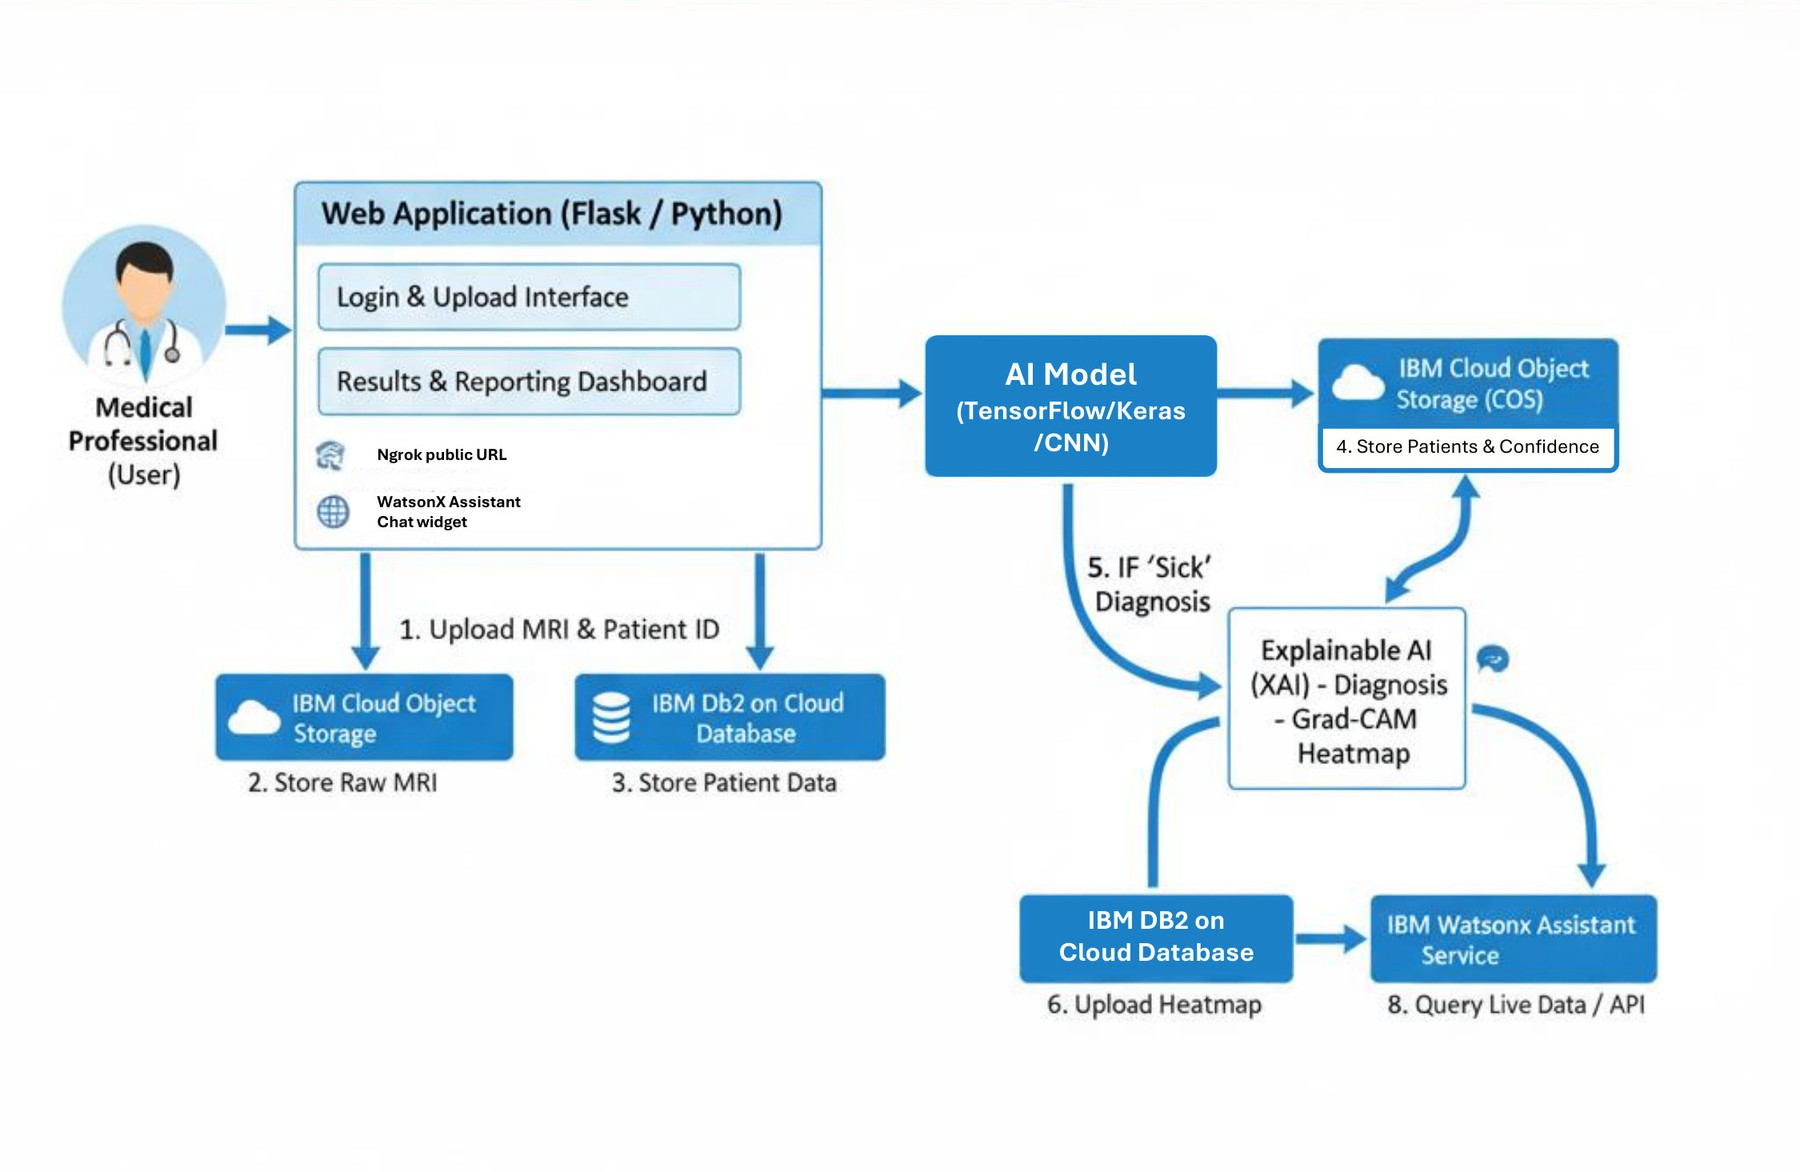 Web Application (Flask / Python)
Login & Upload Interface
Results & Reporting Dashboard
Ngrok public URL
WatsonX Assistant
Chat widget
Medical
Professional
(User)
1. Upload MRI & Patient ID
IBM Cloud Object
Storage
2. Store Raw MRI
IBM Db2 on Cloud
Database
3. Store Patient Data
AI Model
(TensorFlow/Keras
/CNN)
IBM Cloud Object
Storage (COS)
4. Store Patients & Confidence
5. IF ‘Sick’
Diagnosis
Explainable AI
(XAI) - Diagnosis
- Grad-CAM
Heatmap
IBM DB2 on
Cloud Database
6. Upload Heatmap
IBM Watsonx Assistant
Service
8. Query Live Data / API